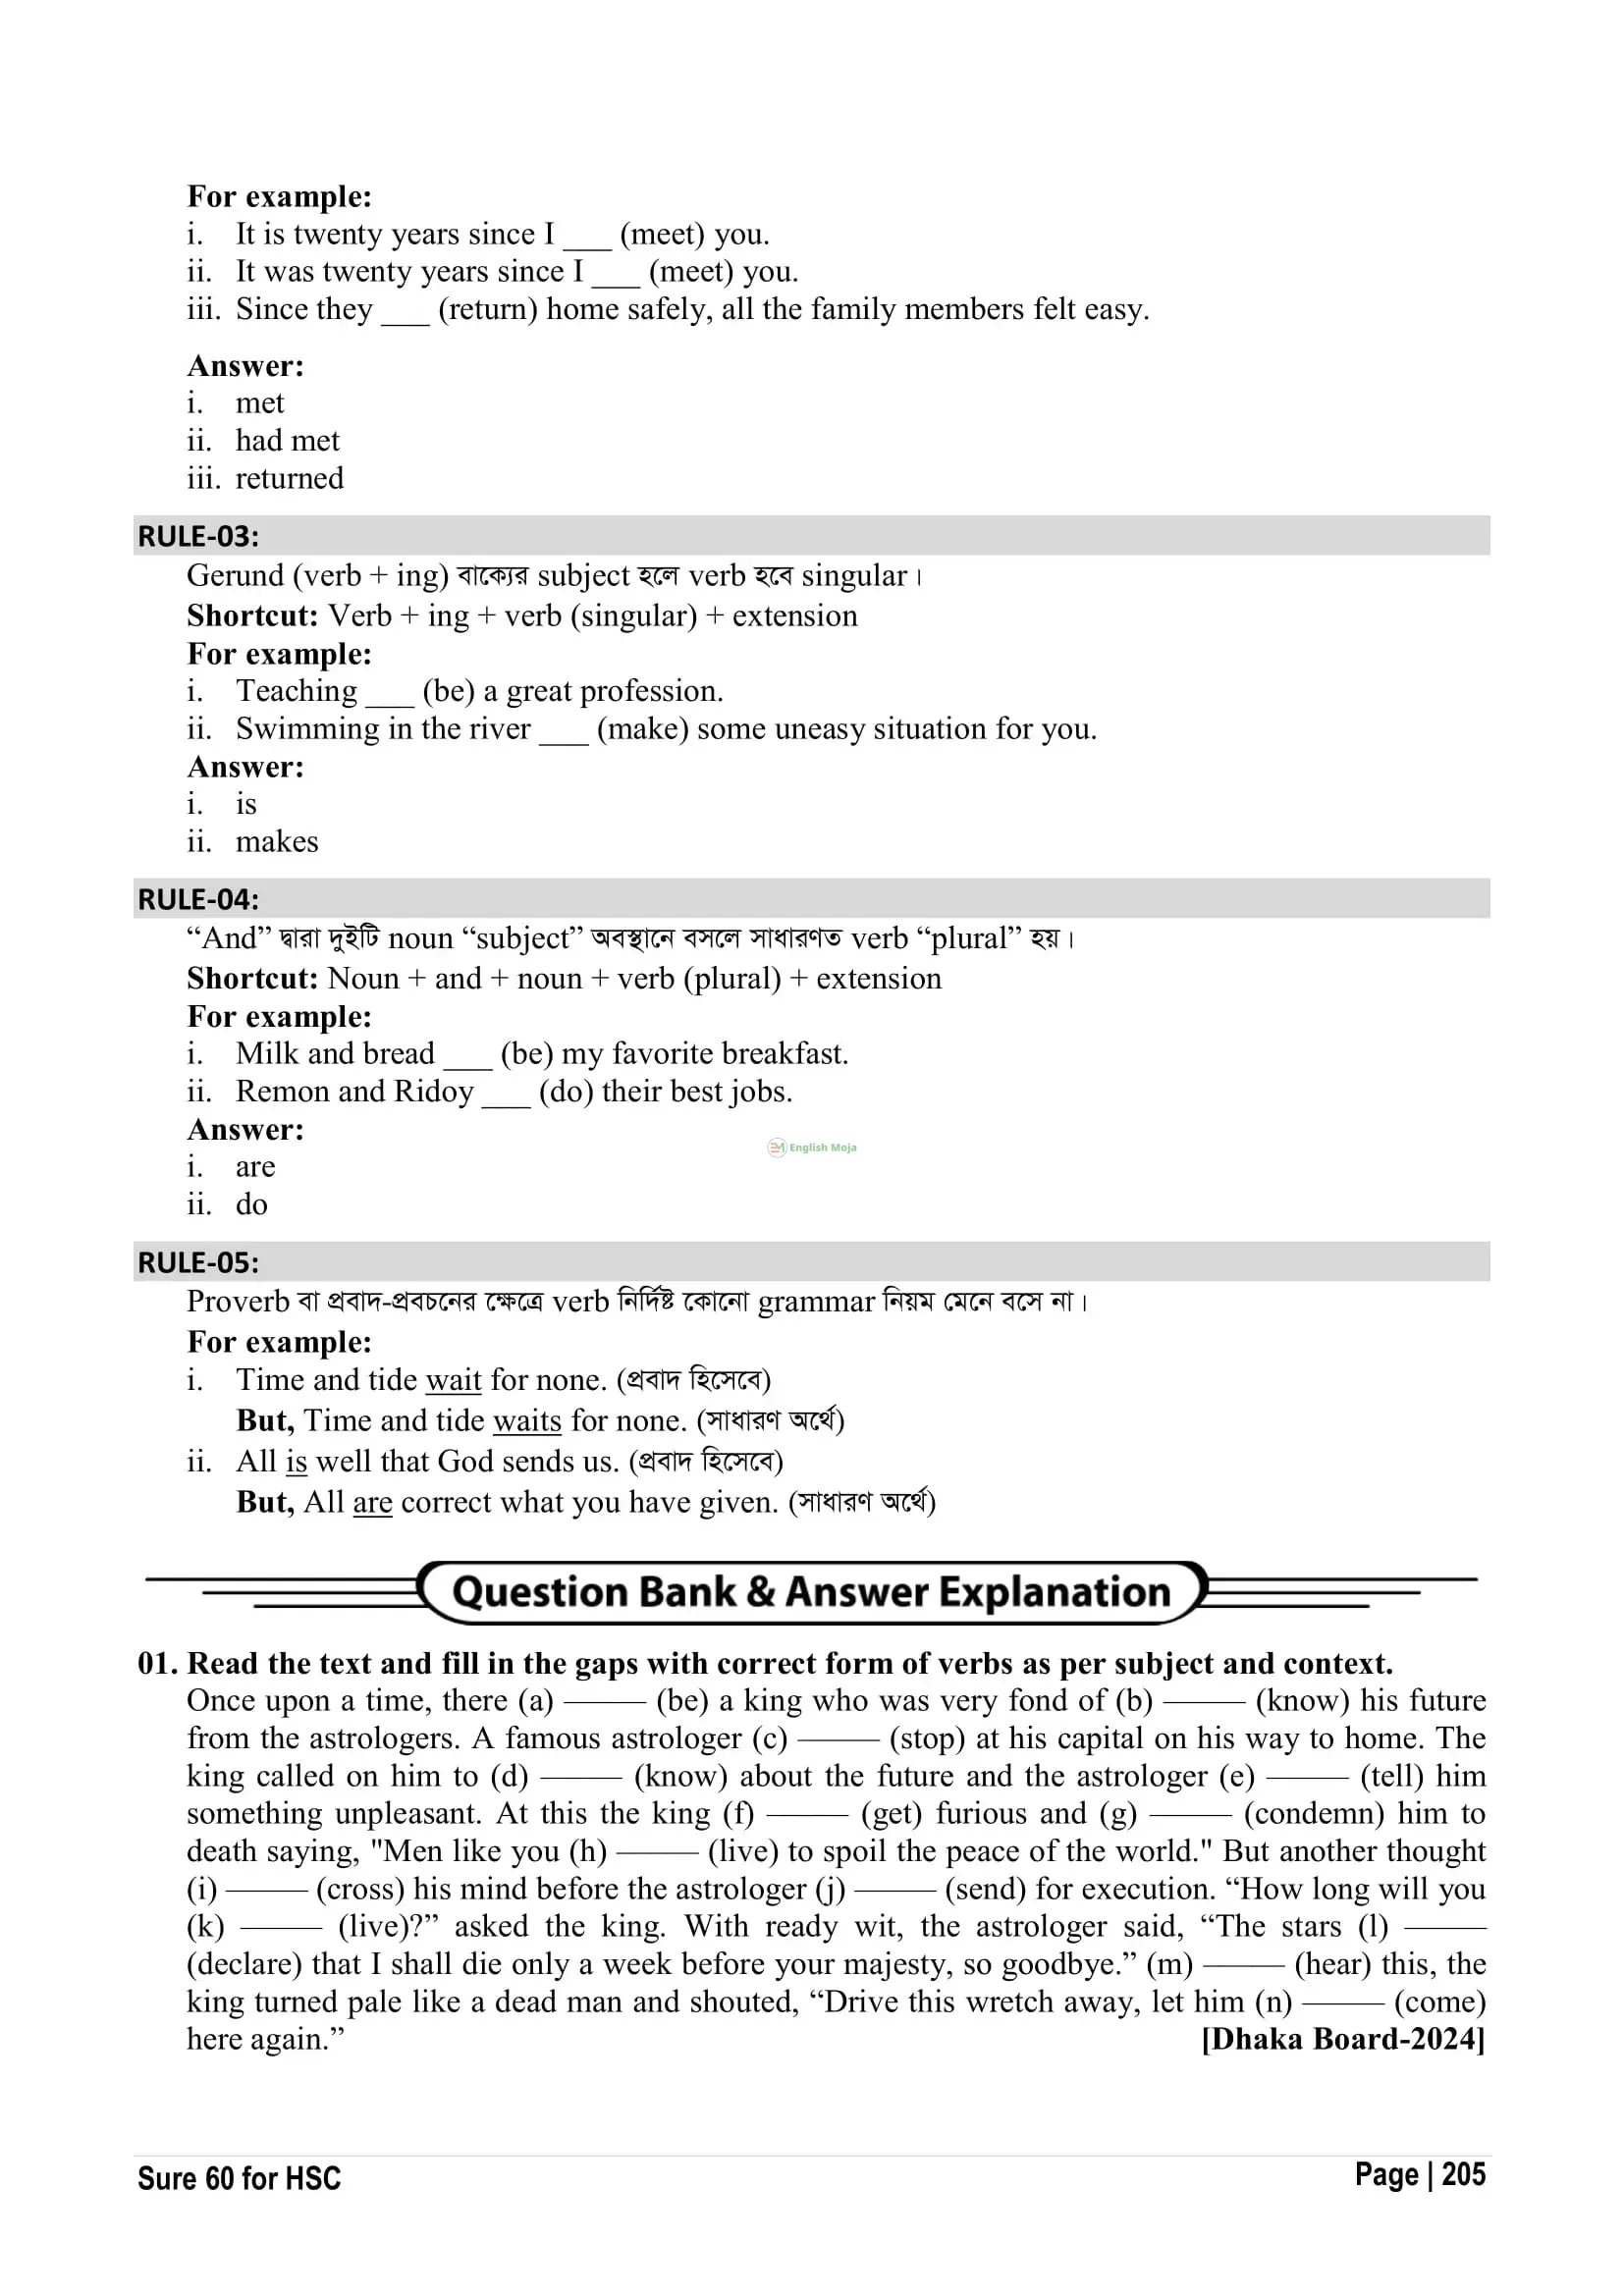 For example:
i. It is twenty years since I ___ (meet) you.
ii. It was twenty years since I ___ (meet) you.
iii. Since they ___ (return) home safely, all the family members felt easy.
Answer:
i. met
ii. had met
iii. returned
RULE-03:
Gerund (verb + ing) বাক্যের subject হলে verb হবে singular।
Shortcut: Verb + ing + verb (singular) + extension
For example:
i. Teaching ___ (be) a great profession.
ii. Swimming in the river ___ (make) some uneasy situation for you.
Answer:
i. is
ii. makes
RULE-04:
“And” দ্বারা দুইটি noun “subject” অবস্থানে বসলে সাধারণত verb “plural” হয়।
Shortcut: Noun + and + noun + verb (plural) + extension
For example:
i. Milk and bread ___ (be) my favorite breakfast.
ii. Remon and Ridoy ___ (do) their best jobs.
Answer:
English Moja
i. are
ii. do
RULE-05:
Proverb বা প্রবাদ-প্রবচনের ক্ষেত্রে verb নির্দিষ্ট কোনো grammar নিয়ম মেনে বসে না।
For example:
i. Time and tide wait for none. (প্রবাদ হিসেবে)
But, Time and tide waits for none. (সাধারণ অর্থে)
ii. All is well that God sends us. (প্রবাদ হিসেবে)
But, All are correct what you have given. (সাধারণ অর্থে)
Question Bank & Answer Explanation
01. Read the text and fill in the gaps with correct form of verbs as per subject and context.
Once upon a time, there (a) ——— (be) a king who was very fond of (b) ——— (know) his future
from the astrologers. A famous astrologer (c) ——— (stop) at his capital on his way to home. The
king called on him to (d) ——— (know) about the future and the astrologer (e) ——— (tell) him
something unpleasant. At this the king (f) ——— (get) furious and (g) ——— (condemn) him to
death saying, "Men like you (h) ——— (live) to spoil the peace of the world." But another thought
(i) ——— (cross) his mind before the astrologer (j) ——— (send) for execution. “How long will you
(k) ——— (live)?” asked the king. With ready wit, the astrologer said, “The stars (l) ———
(declare) that I shall die only a week before your majesty, so goodbye.” (m) ——— (hear) this, the
king turned pale like a dead man and shouted, “Drive this wretch away, let him (n) ——— (come)
here again.” [Dhaka Board-2024]
Sure 60 for HSC Page | 205